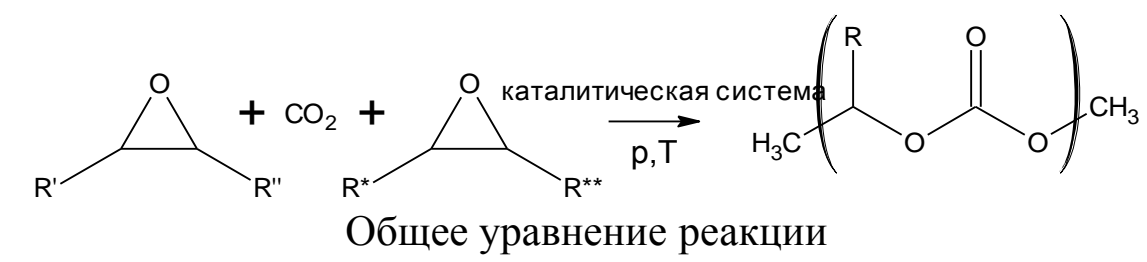 O + CO2 + O каталитическая система R O
R' R'' R* R** p,T H3C O O CH3
Общее уравнение реакции